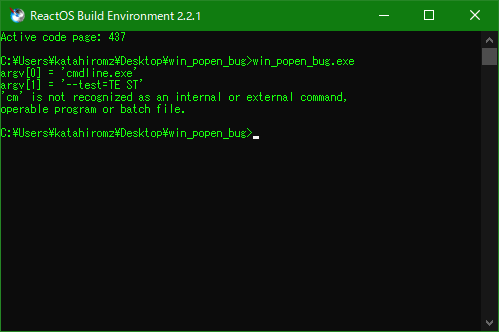 ReactOS Build Environment 2.2.1
Active code page: 437
C:¥Users¥katahiromz¥Desktop¥win_popen_bug>win_popen_bug.exe
argv[0] = 'cmdline.exe'
argv[1] = '--test=TE ST'
'cm' is not recognized as an internal or external command,
operable program or batch file.
C:¥Users¥katahiromz¥Desktop¥win_popen_bug>